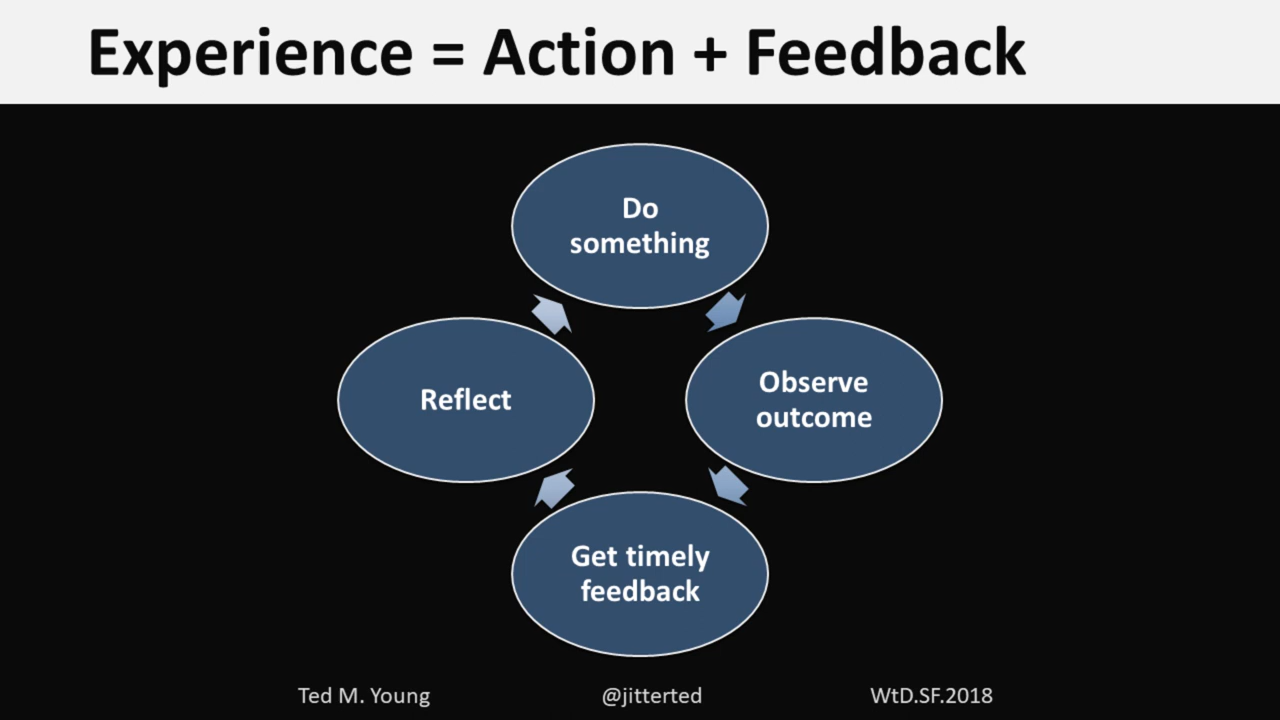 Experience = Action + Feedback
Do
something
Observe
outcome
Get timely
feedback
Reflect
Ted M. Young
@jitterted
WtD.SF.2018